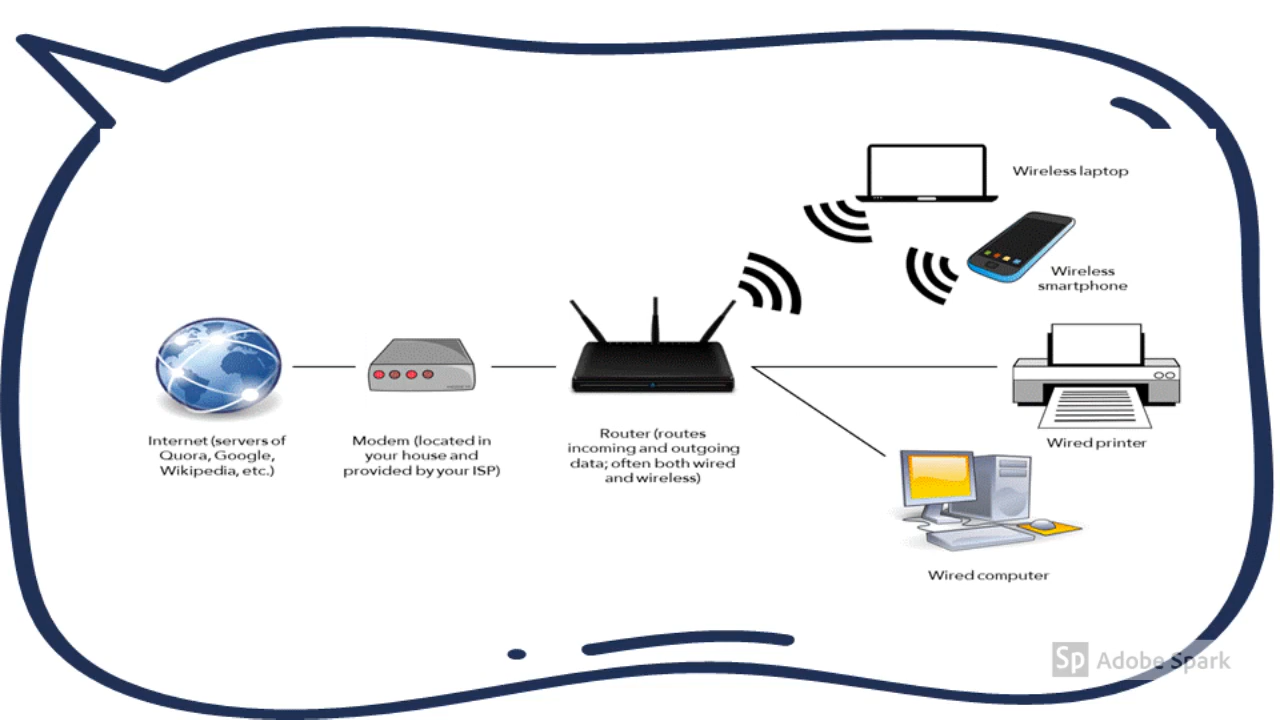 Wireless laptop
Wireless
smartphone
Internet (servers of
Quora, Google,
Wikipedia, etc.)
Modem (located in
your house and
provided by your ISP)
Router (routes
incoming and outgoing
data; often both wired
and wireless)
Wired printer
Wired computer
Sp Adobe Spark